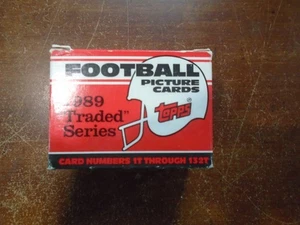 FOOTBALL
PICTURE
CARDS
1989
"Traded"
Series
TOPPS®
CARD NUMBERS 1T THROUGH 132T